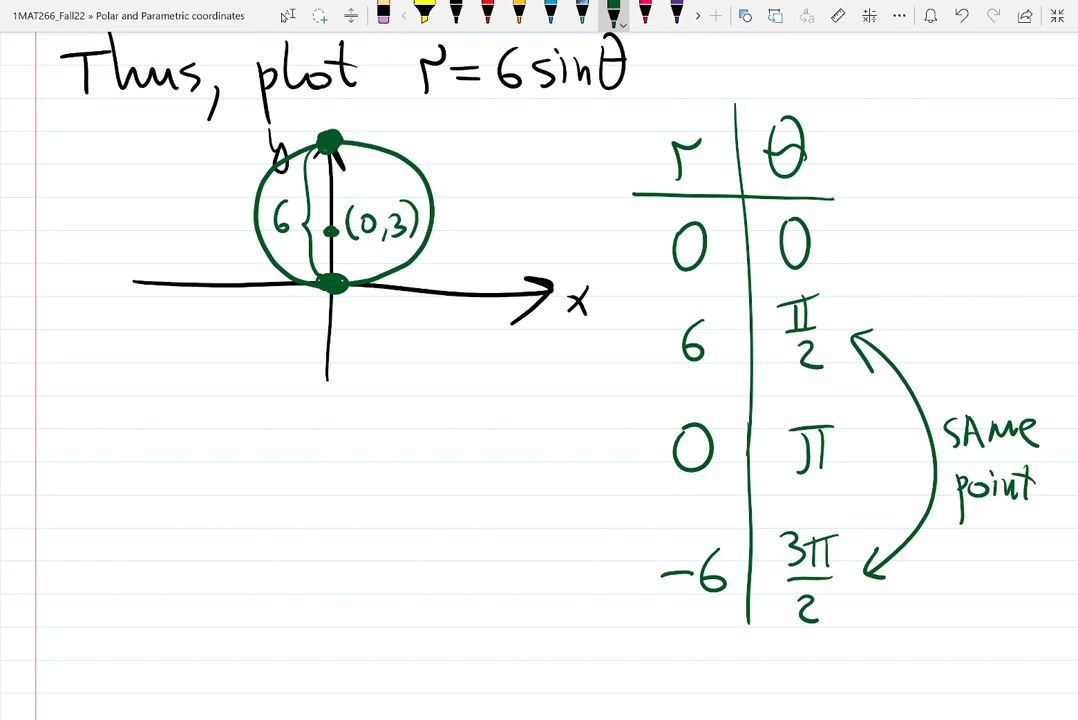 1MAT266_Fall22 » Polar and Parametric coordinates
Thus, plot r = 6 sinθ
y
6 (0,3)
x
r θ
0 0
6 π/2
0 π
-6 3π/2
SAMe
point